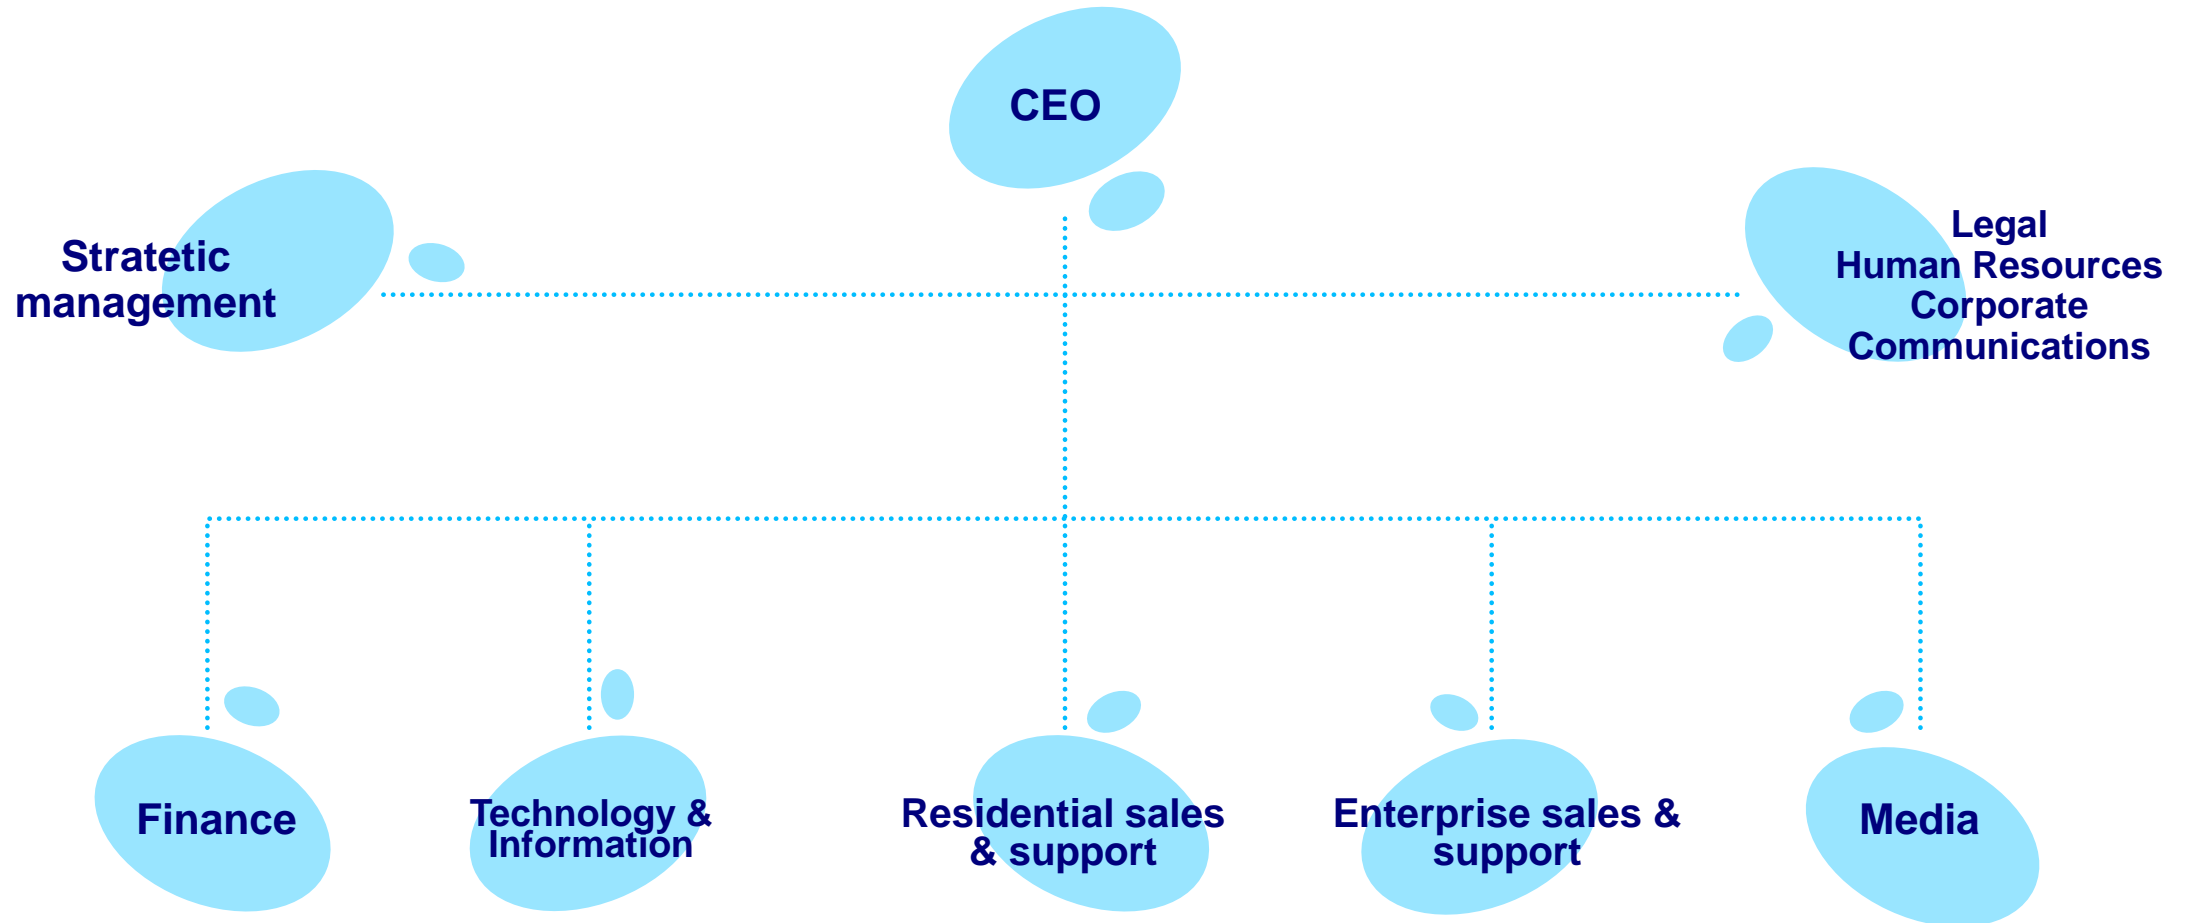 CEO
Stratetic
management
Legal
Human Resources
Corporate
Communications
Finance
Technology &
Information
Residential sales
& support
Enterprise sales &
support
Media